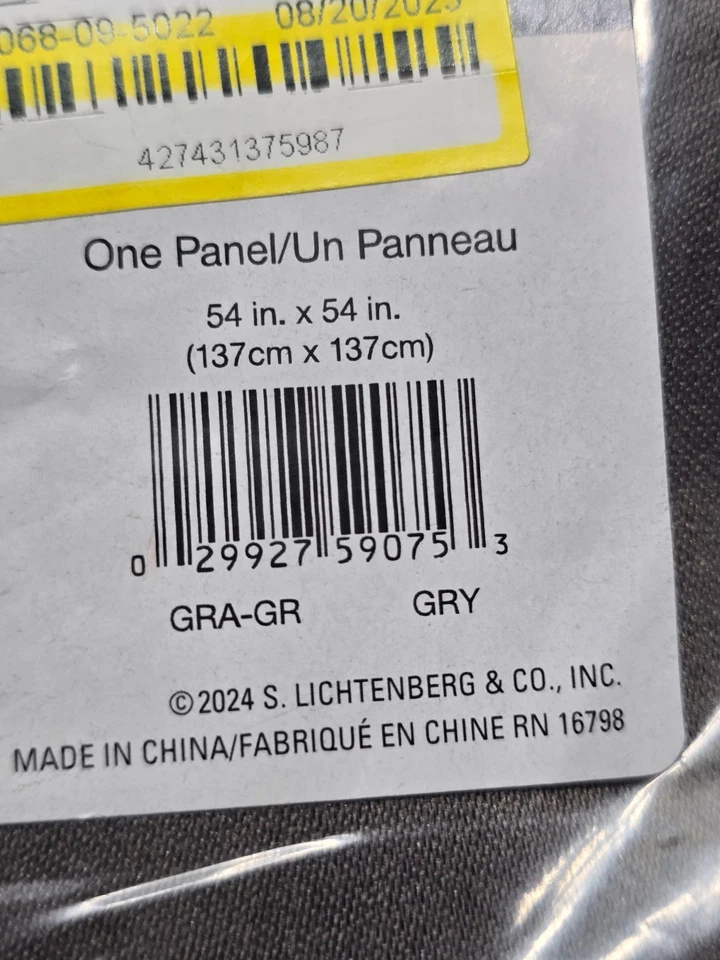 068-09-5022 08/20/2025
427431375987
One Panel/Un Panneau
54 in. x 54 in.
(137cm x 137cm)
0 29927 59075 3
GRA-GR GRY
©2024 S. LICHTENBERG & CO., INC.
MADE IN CHINA/FABRIQUÉ EN CHINE RN 16798